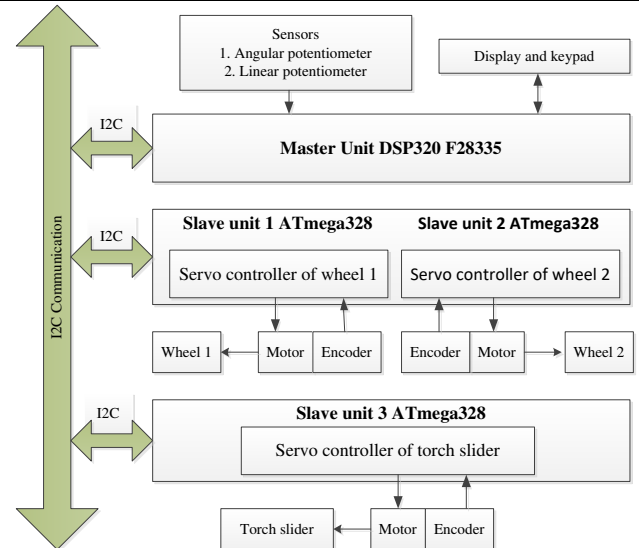 Sensors
1. Angular potentiometer
2. Linear potentiometer
Display and keypad
I2C
Master Unit DSP320 F28335
I2C Communication
I2C
Slave unit 1 ATmega328
Slave unit 2 ATmega328
Servo controller of wheel 1
Servo controller of wheel 2
Wheel 1
Motor
Encoder
Encoder
Motor
Wheel 2
I2C
Slave unit 3 ATmega328
Servo controller of torch slider
Torch slider
Motor
Encoder